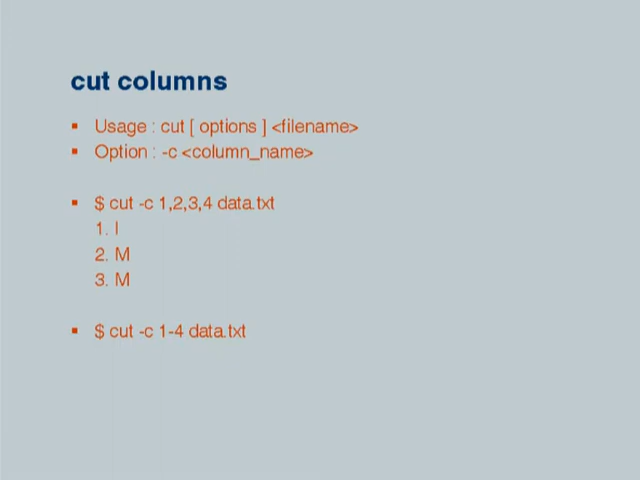 cut columns
Usage : cut [ options ] <filename>
Option : -c <column_name>
$ cut -c 1,2,3,4 data.txt
1. I
2. M
3. M
$ cut -c 1-4 data.txt